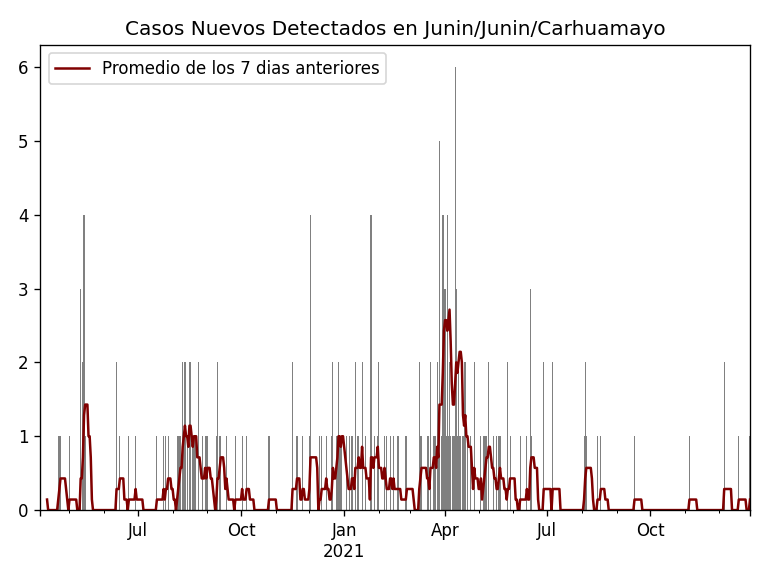 Casos Nuevos Detectados en Junin/Junin/Carhuamayo
Promedio de los 7 dias anteriores
6
5
4
3
2
1
0
Jul Oct Jan Apr Jul Oct
2021